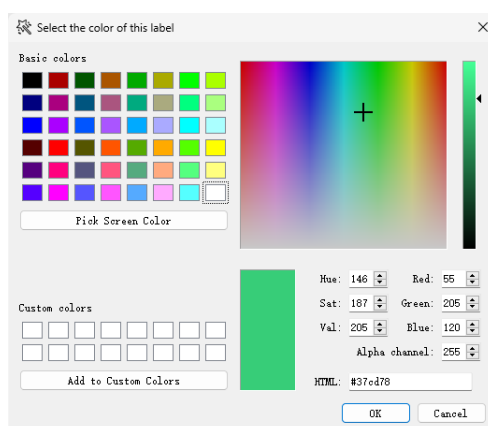 Select the color of this label
Basic colors
Pick Screen Color
Custom colors
Add to Custom Colors
Hue: 146 Red: 55
Sat: 187 Green: 205
Val: 205 Blue: 120
Alpha channel: 255
HTML: #37cd78
OK Cancel